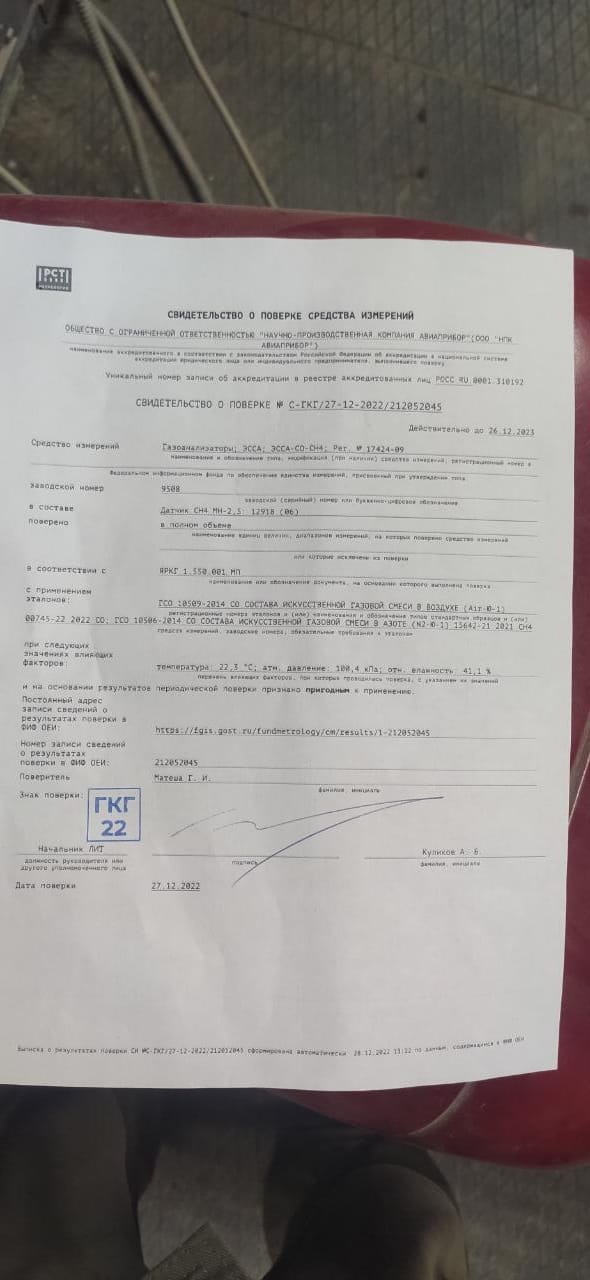 РСТ
СВИДЕТЕЛЬСТВО О ПОВЕРКЕ СРЕДСТВА ИЗМЕРЕНИЙ
ОБЩЕСТВО С ОГРАНИЧЕННОЙ ОТВЕТСТВЕННОСТЬЮ "НАУЧНО-ПРОИЗВОДСТВЕННАЯ КОМПАНИЯ АВИАПРИБОР"(ООО "НПК
АВИАПРИБОР")
наименование аккредитованного в соответствии с законодательством Российской Федерации об аккредитации в национальной системе
аккредитации юридического лица или индивидуального предпринимателя, выполнившего поверку
Уникальный номер записи об аккредитации в реестре аккредитованных лиц РОСС RU.0001.310192
СВИДЕТЕЛЬСТВО О ПОВЕРКЕ № С-ГКГ/27-12-2022/212052045
Действительно до 26.12.2023
Средство измерений Газоанализаторы; ЭССА; ЭССА-CO-CH4; Рег. № 17424-09
наименование и обозначение типа, модификация (при наличии) средства измерений, регистрационный номер в
Федеральном информационном фонде по обеспечению единства измерений, присвоенный при утверждении типа
заводской номер 9508
заводской (серийный) номер или буквенно-цифровое обозначение
в составе Датчик CH4 МН-2,5: 12918 (06)
поверено в полном объеме
наименование единиц величин, диапазонов измерений, на которых поверено средство измерений
или которые исключены из поверки
в соответствии с ЯРКГ 1.550.001 МП
наименование или обозначение документа, на основании которого выполнена поверка
с применением
эталонов: ГСО 10509-2014 СО СОСТАВА ИСКУССТВЕННОЙ ГАЗОВОЙ СМЕСИ В ВОЗДУХЕ (Air-Ю-1)
регистрационные номера эталонов и (или) наименования и обозначения типов стандартных образцов и (или)
00745-22 2022 CO; ГСО 10506-2014 СО СОСТАВА ИСКУССТВЕННОЙ ГАЗОВОЙ СМЕСИ В АЗОТЕ (N2-Ю-1) 15642-21 2021 CH4
средств измерений, заводские номера, обязательные требования к эталонам
при следующих
значениях влияющих
факторов: температура: 22,3 °C; атм. давление: 100,4 кПа; отн. влажность: 41,1 %
перечень влияющих факторов, при которых проводилась поверка, с указанием их значений
и на основании результатов периодической поверки признано пригодным к применению.
Постоянный адрес
записи сведений о
результатах поверки в
ФИФ ОЕИ: https://fgis.gost.ru/fundmetrology/cm/results/1-212052045
Номер записи сведений
о результатах
поверки в ФИФ ОЕИ: 212052045
Поверитель Матеша Г. И.
фамилия, инициалы
Знак поверки: ГКГ
22
Начальник ЛИТ Куликов А. Б.
должность руководителя или
другого уполномоченного лица подпись фамилия, инициалы
Дата поверки 27.12.2022
Выписка о результатах поверки СИ №С-ГКГ/27-12-2022/212052045 сформирована автоматически 28.12.2022 13:22 по данным, содержащимся в ФИФ ОЕИ